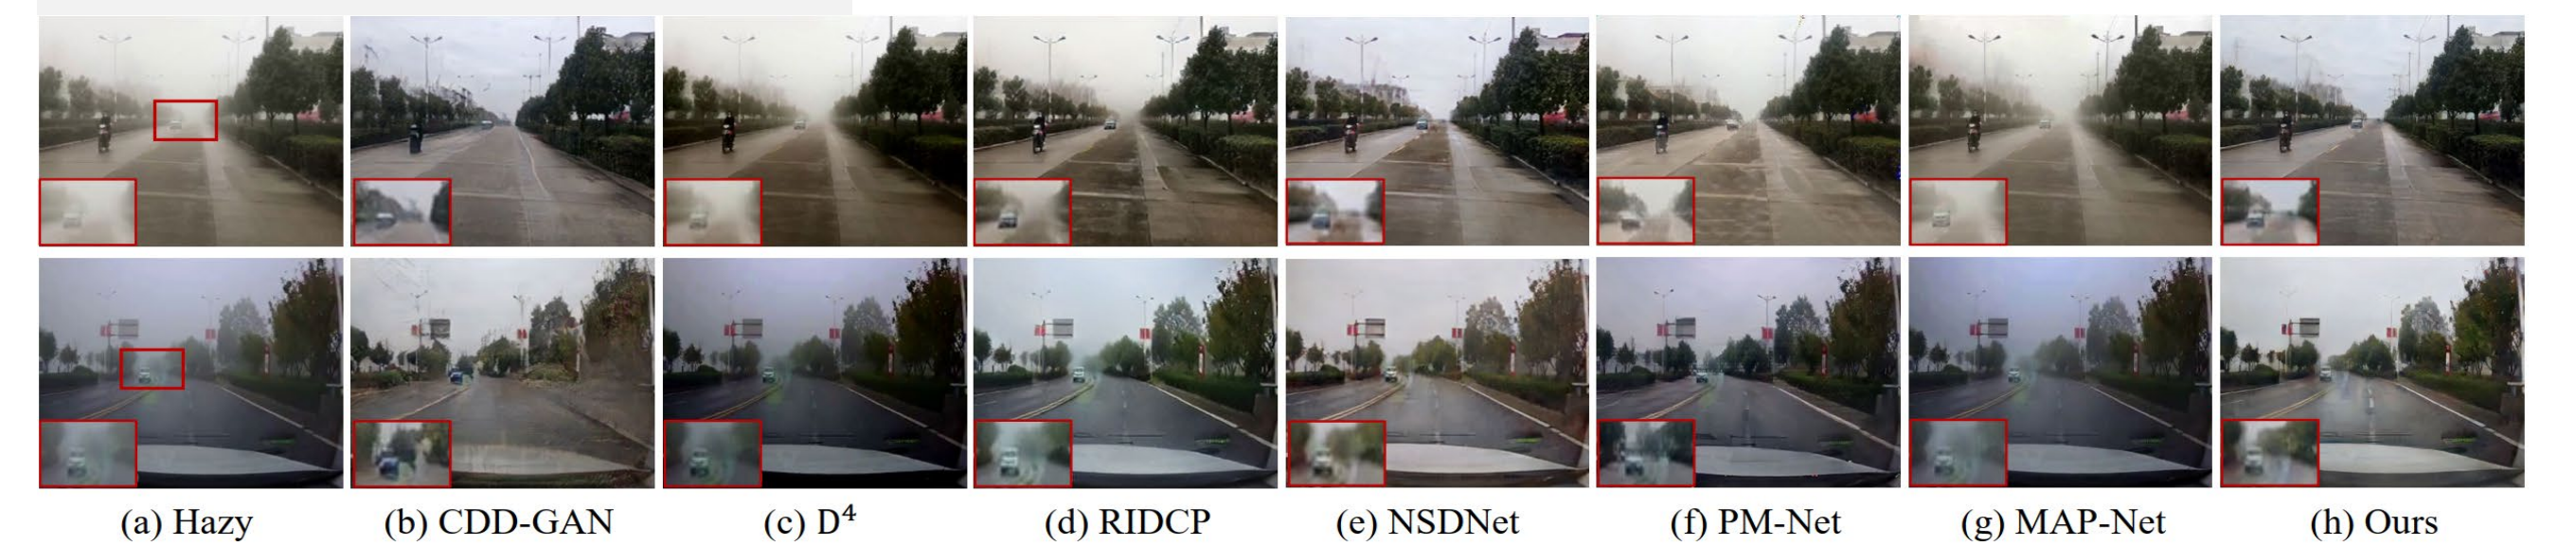 (a) Hazy (b) CDD-GAN (c) D⁴ (d) RIDCP (e) NSDNet (f) PM-Net (g) MAP-Net (h) Ours